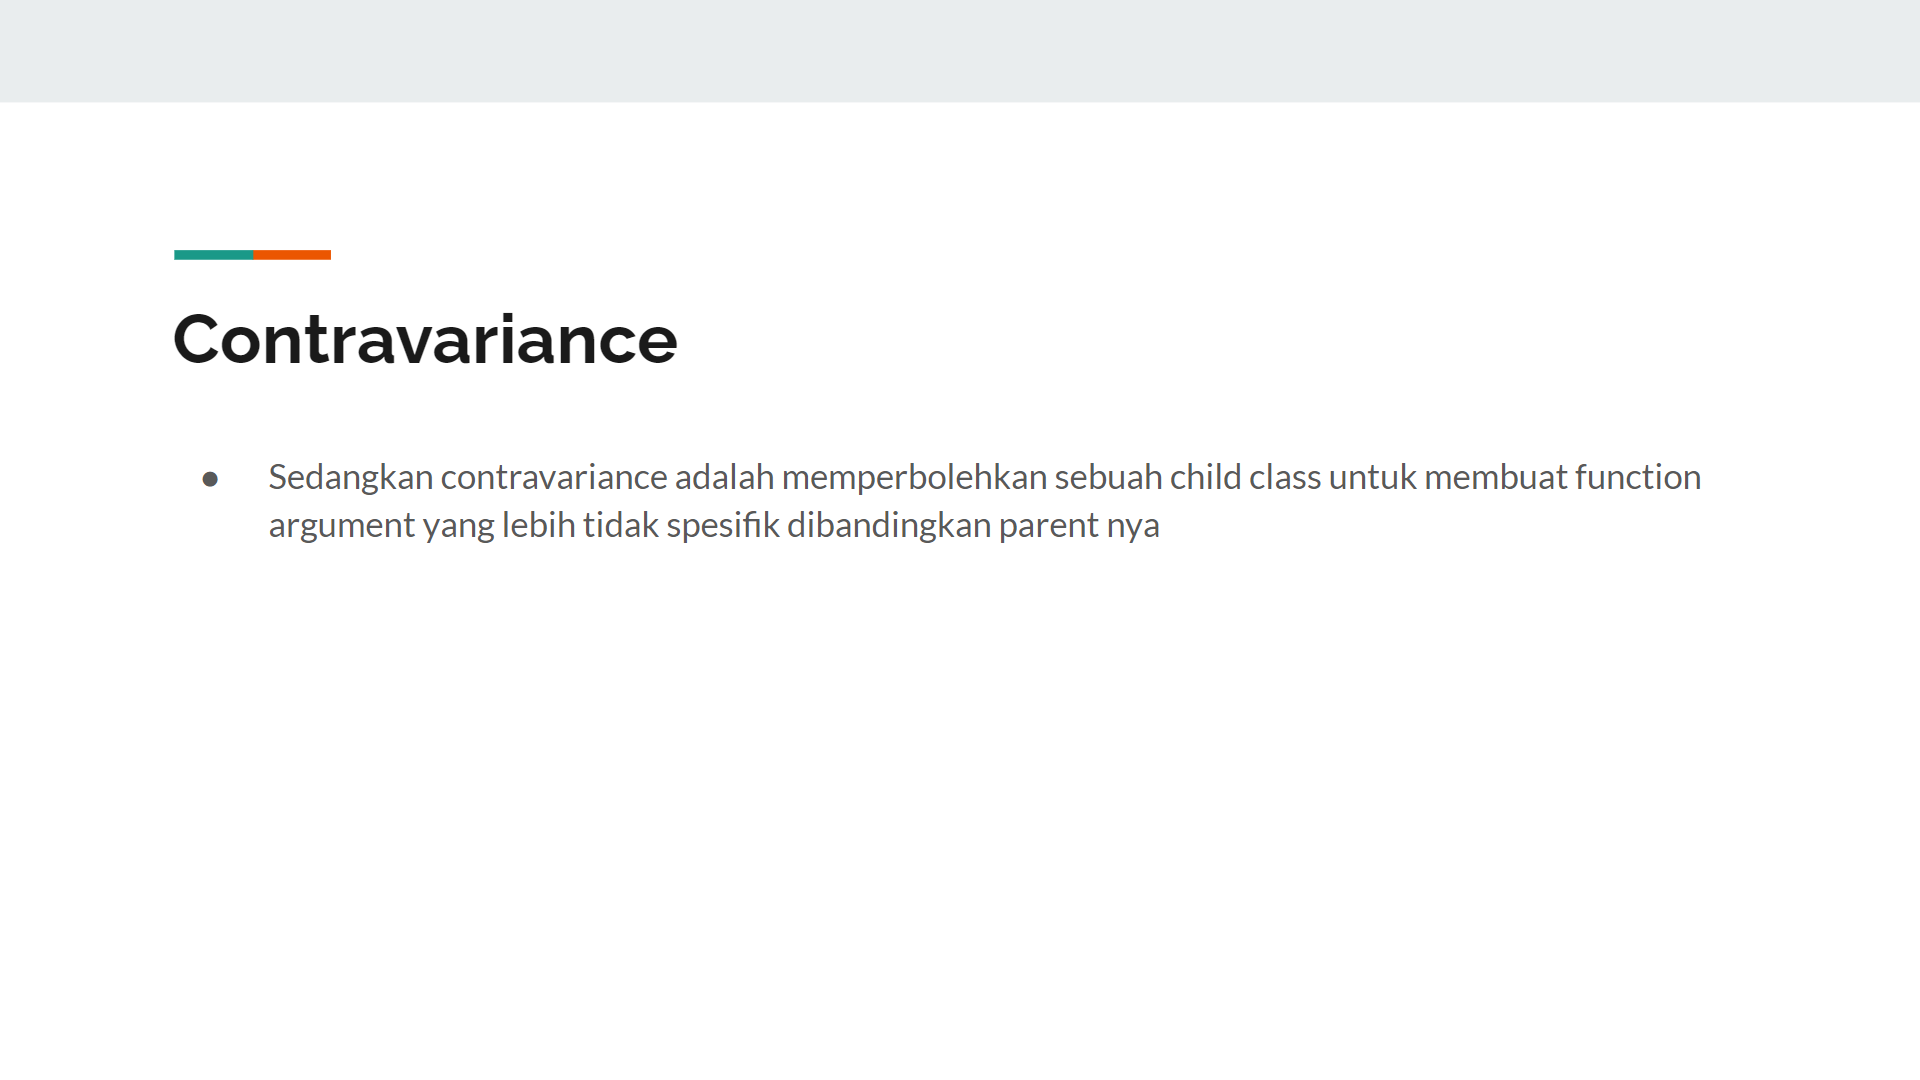 Contravariance
● Sedangkan contravariance adalah memperbolehkan sebuah child class untuk membuat function
argument yang lebih tidak spesifik dibandingkan parent nya